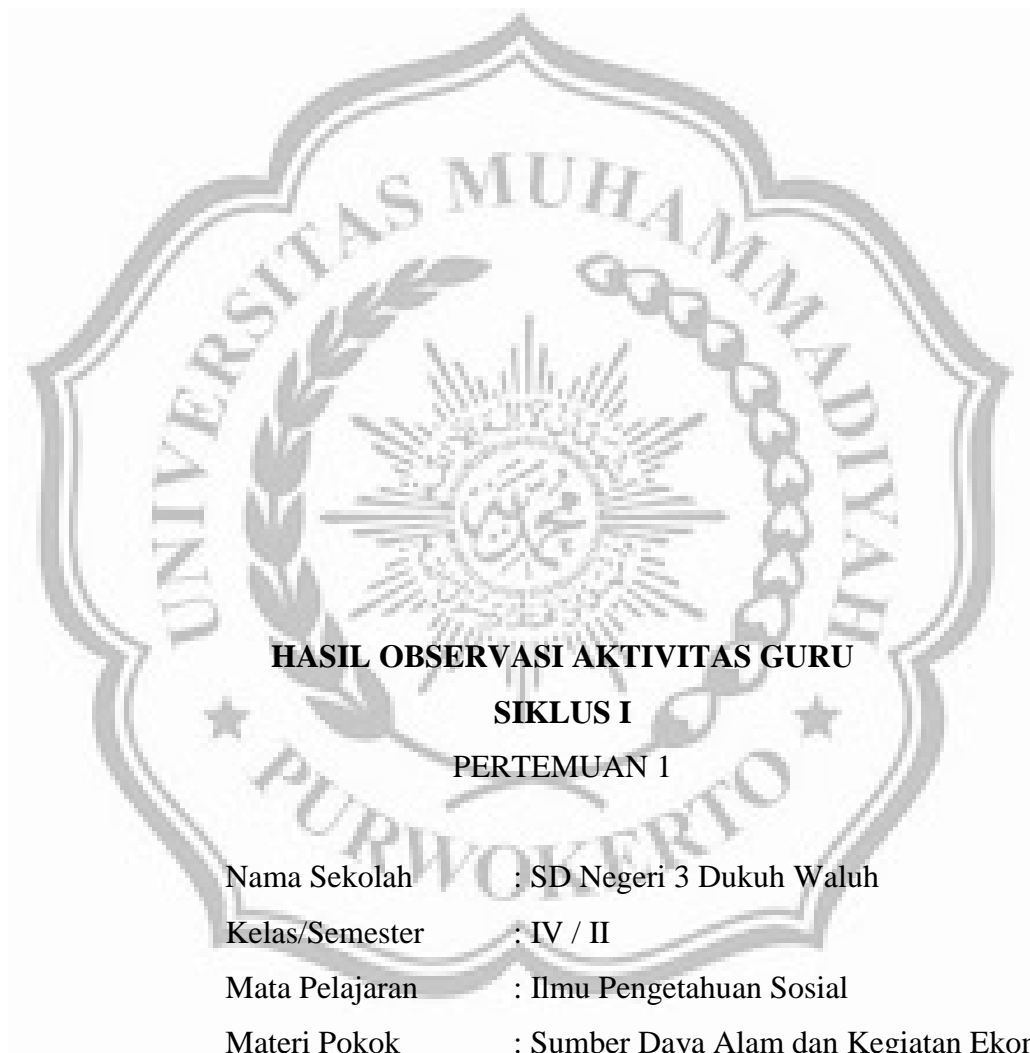 UNIVERSITAS MUHAMMADIYAH
PURWOKERTO
HASIL OBSERVASI AKTIVITAS GURU
SIKLUS I
PERTEMUAN 1
Nama Sekolah : SD Negeri 3 Dukuh Waluh
Kelas/Semester : IV / II
Mata Pelajaran : Ilmu Pengetahuan Sosial
Materi Pokok : Sumber Daya Alam dan Kegiatan